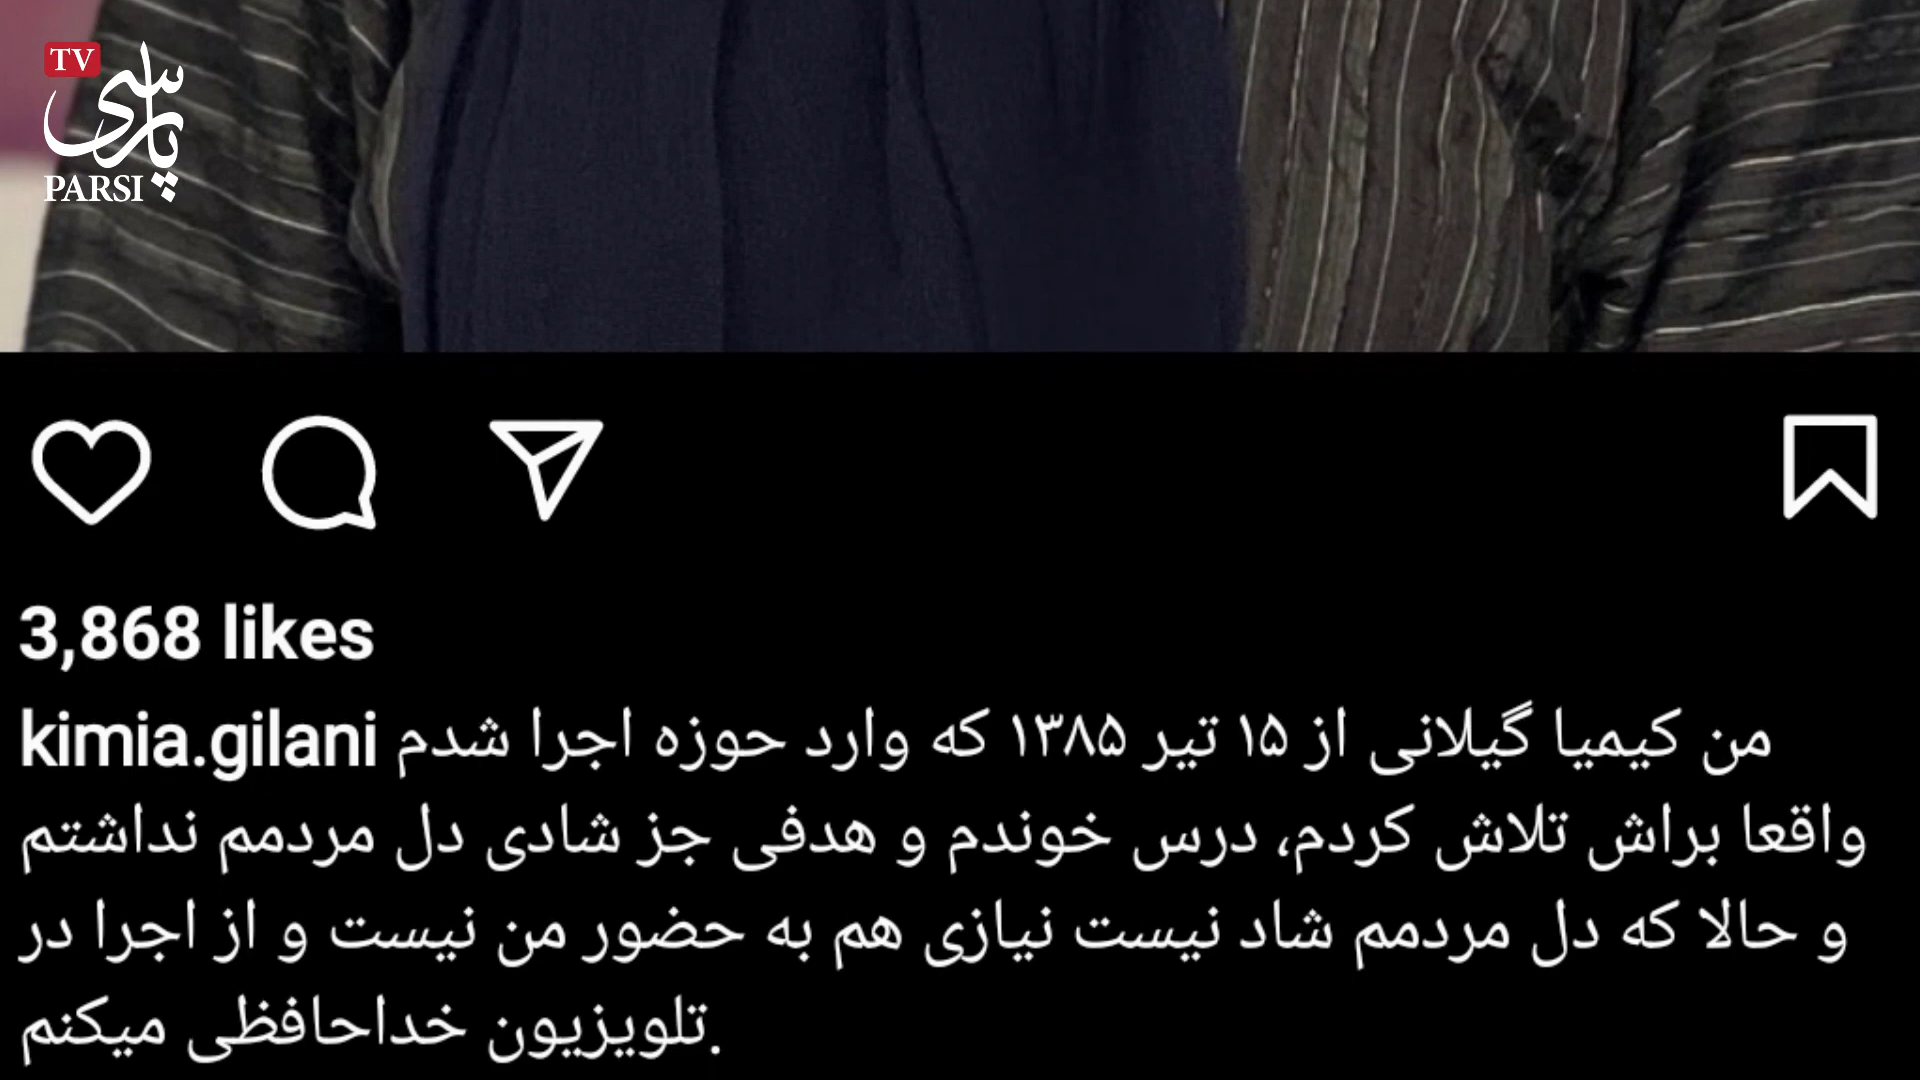 TV
پارسی
PARSI
3,868 likes
kimia.gilani من کیمیا گیلانی از ۱۵ تیر ۱۳۸۵ که وارد حوزه اجرا شدم
واقعا براش تلاش کردم، درس خوندم و هدفی جز شادی دل مردمم نداشتم
و حالا که دل مردمم شاد نیست نیازی هم به حضور من نیست و از اجرا در
تلویزیون خداحافظی میکنم.